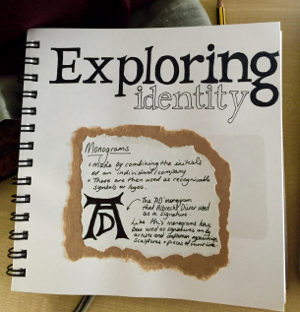 Exploring
identity
Monograms
• Made by combining the initials
of an individual/company
• These are then used as recognisable
symbols or logos.
AD
The 'AD' monogram
that Albrecht Dürer used
as a signature.
Like this monograms have
been used as signatures on
artists and craftsmen
sculptures + pieces of furniture